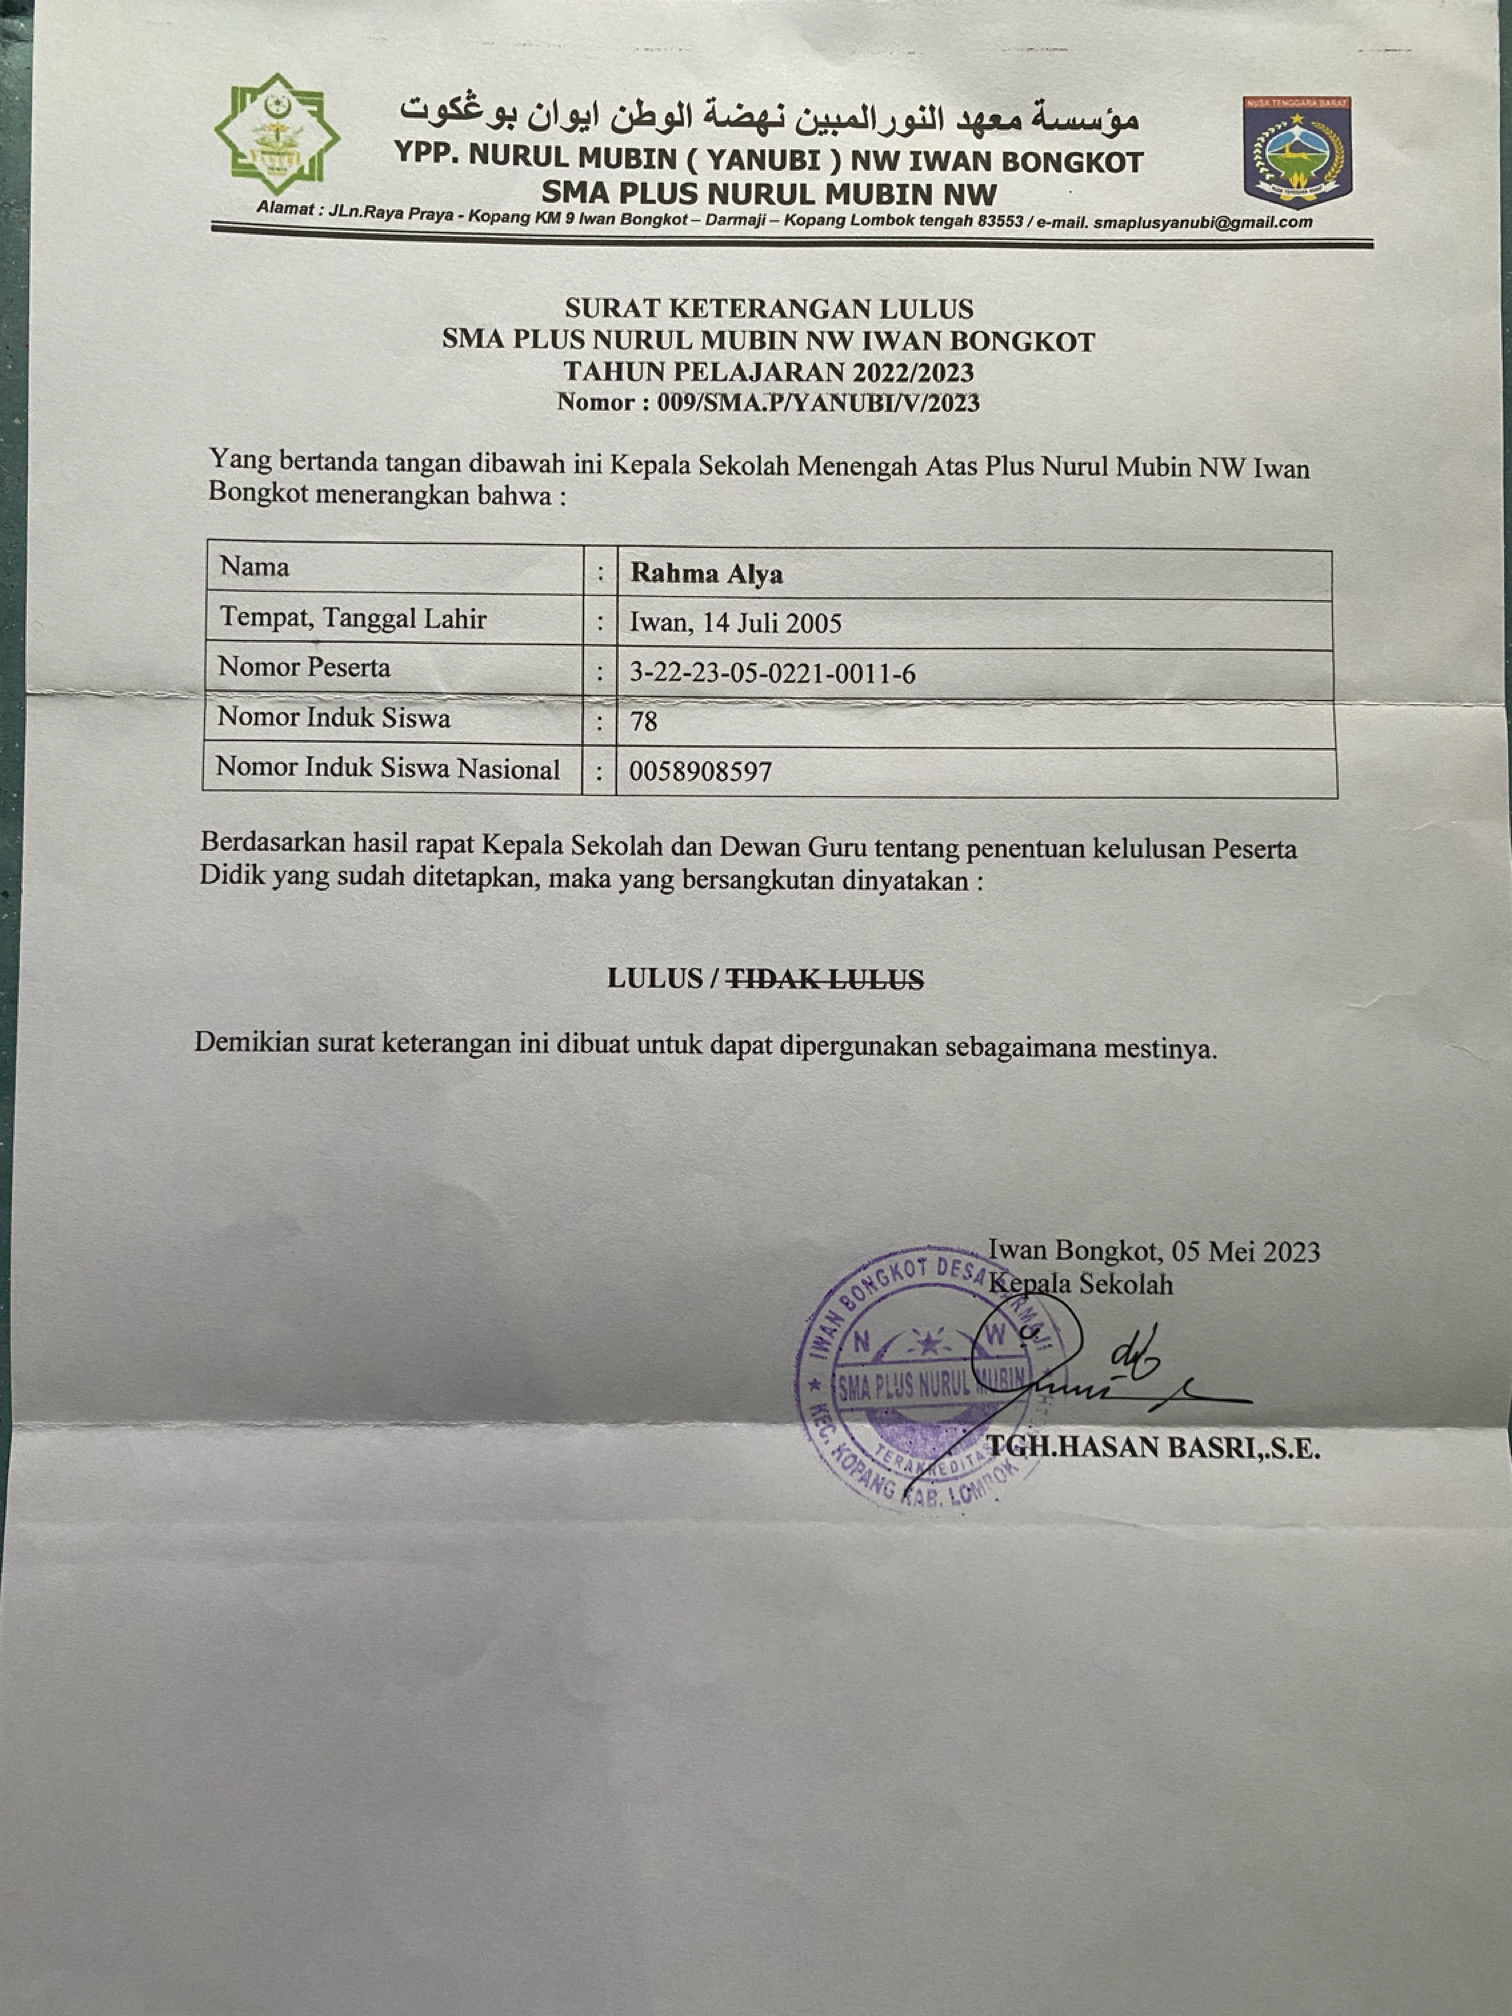 مؤسسة معهد النور المبين نهضة الوطن ايوان بوڠكوت
YPP. NURUL MUBIN ( YANUBI ) NW IWAN BONGKOT
SMA PLUS NURUL MUBIN NW
Alamat : JLn.Raya Praya - Kopang KM 9 Iwan Bongkot – Darmaji – Kopang Lombok tengah 83553 / e-mail. smaplusyanubi@gmail.com
NUSA TENGGARA BARAT
SURAT KETERANGAN LULUS
SMA PLUS NURUL MUBIN NW IWAN BONGKOT
TAHUN PELAJARAN 2022/2023
Nomor : 009/SMA.P/YANUBI/V/2023
Yang bertanda tangan dibawah ini Kepala Sekolah Menengah Atas Plus Nurul Mubin NW Iwan
Bongkot menerangkan bahwa :
Nama : Rahma Alya
Tempat, Tanggal Lahir : Iwan, 14 Juli 2005
Nomor Peserta : 3-22-23-05-0221-0011-6
Nomor Induk Siswa : 78
Nomor Induk Siswa Nasional : 0058908597
Berdasarkan hasil rapat Kepala Sekolah dan Dewan Guru tentang penentuan kelulusan Peserta
Didik yang sudah ditetapkan, maka yang bersangkutan dinyatakan :
LULUS / TIDAK LULUS
Demikian surat keterangan ini dibuat untuk dapat dipergunakan sebagaimana mestinya.
Iwan Bongkot, 05 Mei 2023
Kepala Sekolah
IWAN BONGKOT DESA DARMAJI
N W
SMA PLUS NURUL MUBIN
TERAKREDITASI
KEC. KOPANG KAB. LOMBOK
TGH.HASAN BASRI,.S.E.